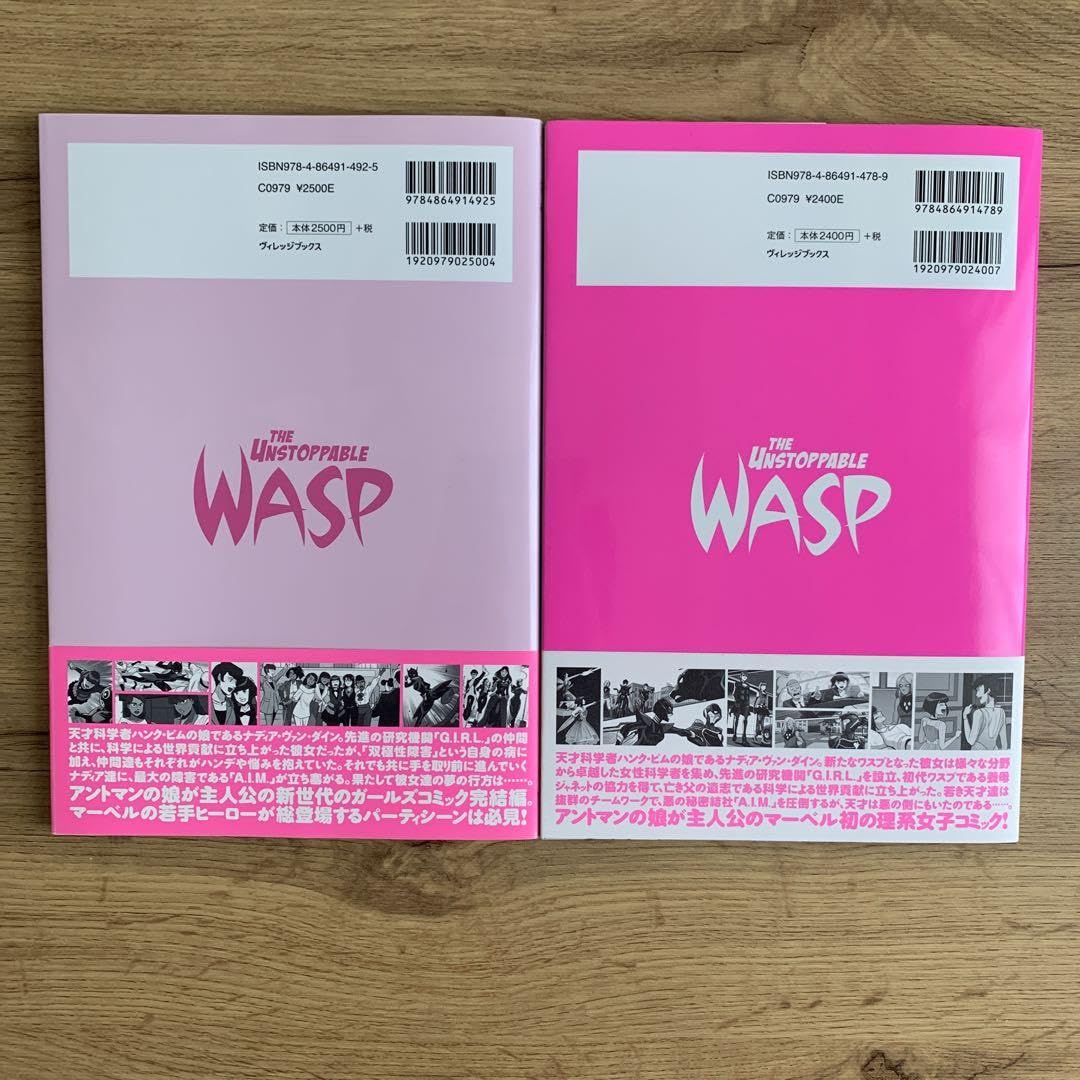 ISBN978-4-86491-492-5
C0979 ¥2500E
9784864914925
定価： 本体2500円 +税
ヴィレッジブックス
1920979025004
THE
UNSTOPPABLE
WASP
天才科学者ハンク・ピムの娘であるナディア・ヴァン・ダイン。先進の研究機関「G.I.R.L.」の仲間
と共に、科学による世界貢献に立ち上がった彼女だったが、「双極性障害」という自身の病に
加え、仲間達もそれぞれがハンデや悩みを抱えていた。それでも共に手を取り前に進んでいく
ナディア達に、最大の障害である「A.I.M.」が立ち塞がる。果たして彼女達の夢の行方は……。
アントマンの娘が主人公の新世代のガールズコミック完結編。
マーベルの若手ヒーローが総登場するパーティシーンは必見！
ISBN978-4-86491-478-9
C0979 ¥2400E
9784864914789
定価： 本体2400円 +税
ヴィレッジブックス
1920979024007
THE
UNSTOPPABLE
WASP
天才科学者ハンク・ピムの娘であるナディア・ヴァン・ダイン。新たなワスプとなった彼女は様々な分野
から卓越した女性科学者を集め、先進の研究機関「G.I.R.L.」を設立、初代ワスプである義母
ジャネットの協力を得て、亡き父の遺志である科学による世界貢献に立ち上がった。若き天才達は
抜群のチームワークで、悪の秘密結社「A.I.M.」を圧倒するが、天才は悪の側にもいたのである……。
アントマンの娘が主人公のマーベル初の理系女子コミック！